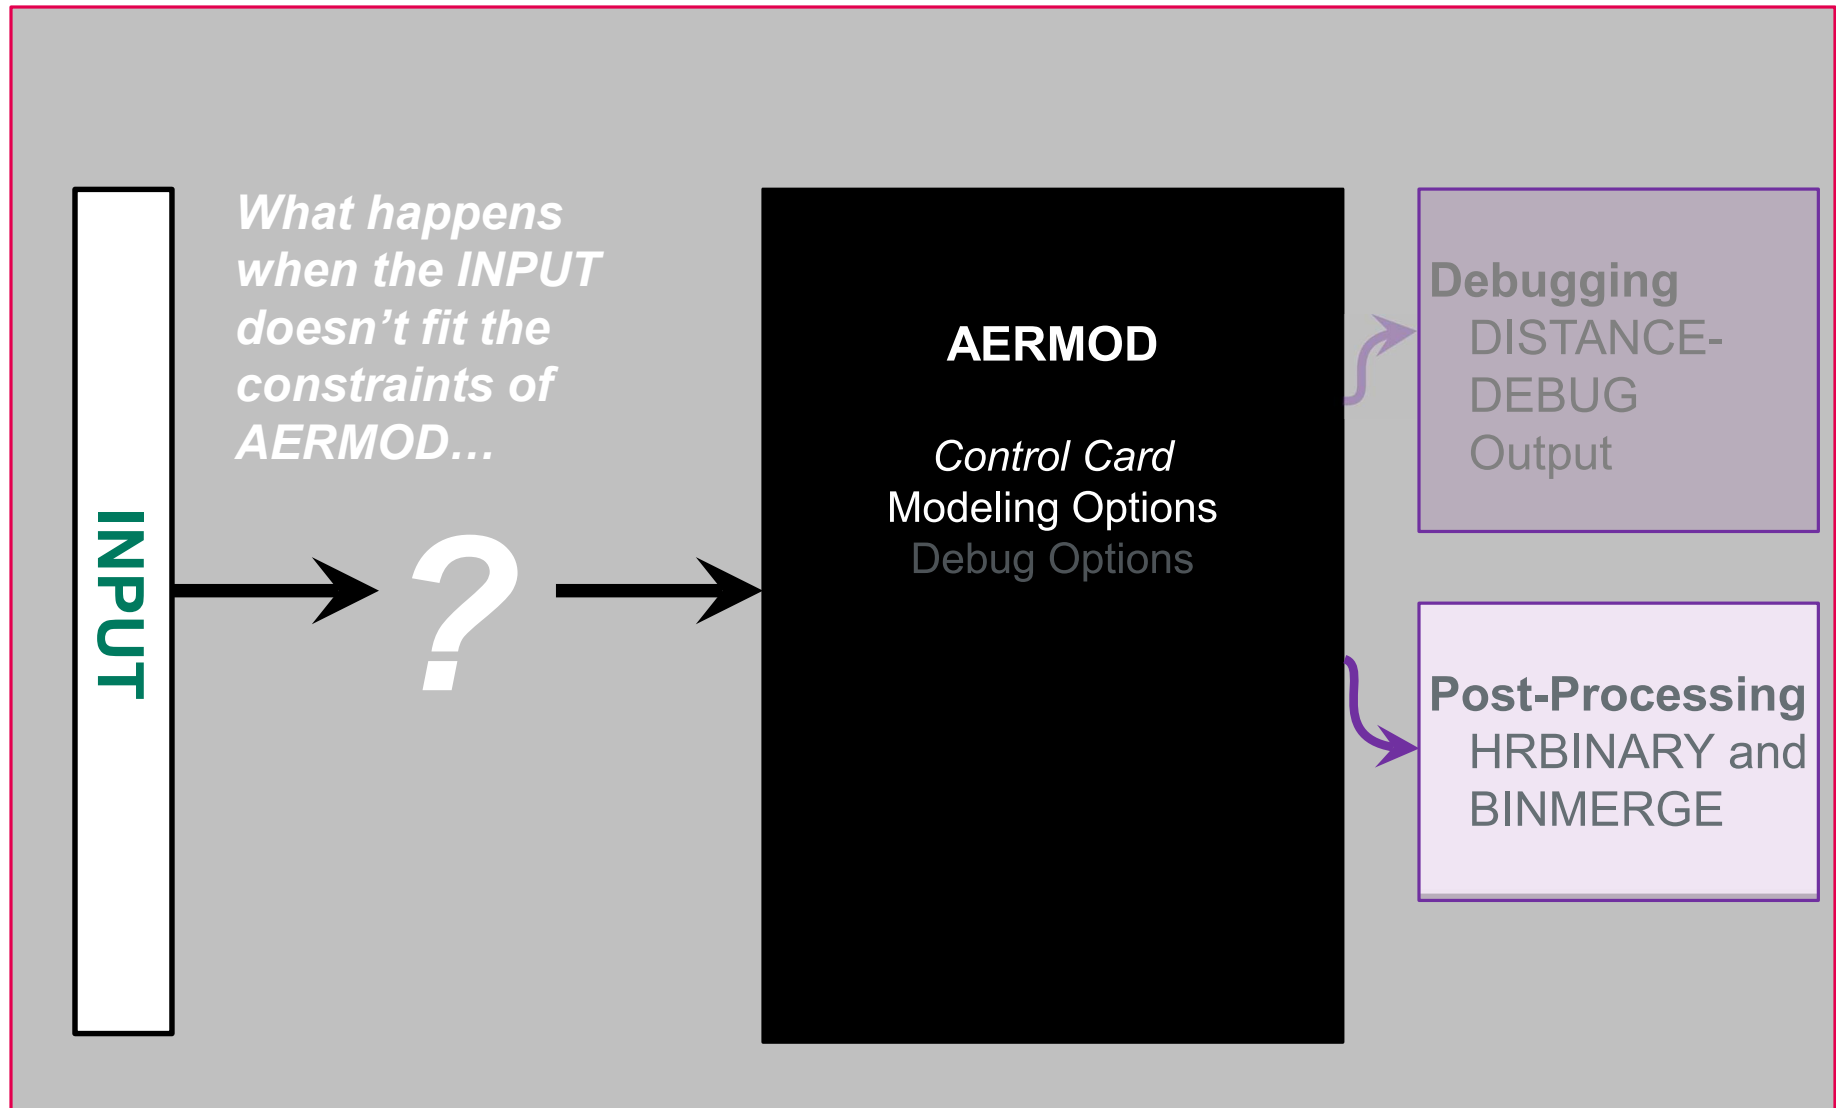 INPUT
What happens
when the INPUT
doesn’t fit the
constraints of
AERMOD…
?
AERMOD
Control Card
Modeling Options
Debug Options
Debugging
DISTANCE-
DEBUG
Output
Post-Processing
HRBINARY and
BINMERGE